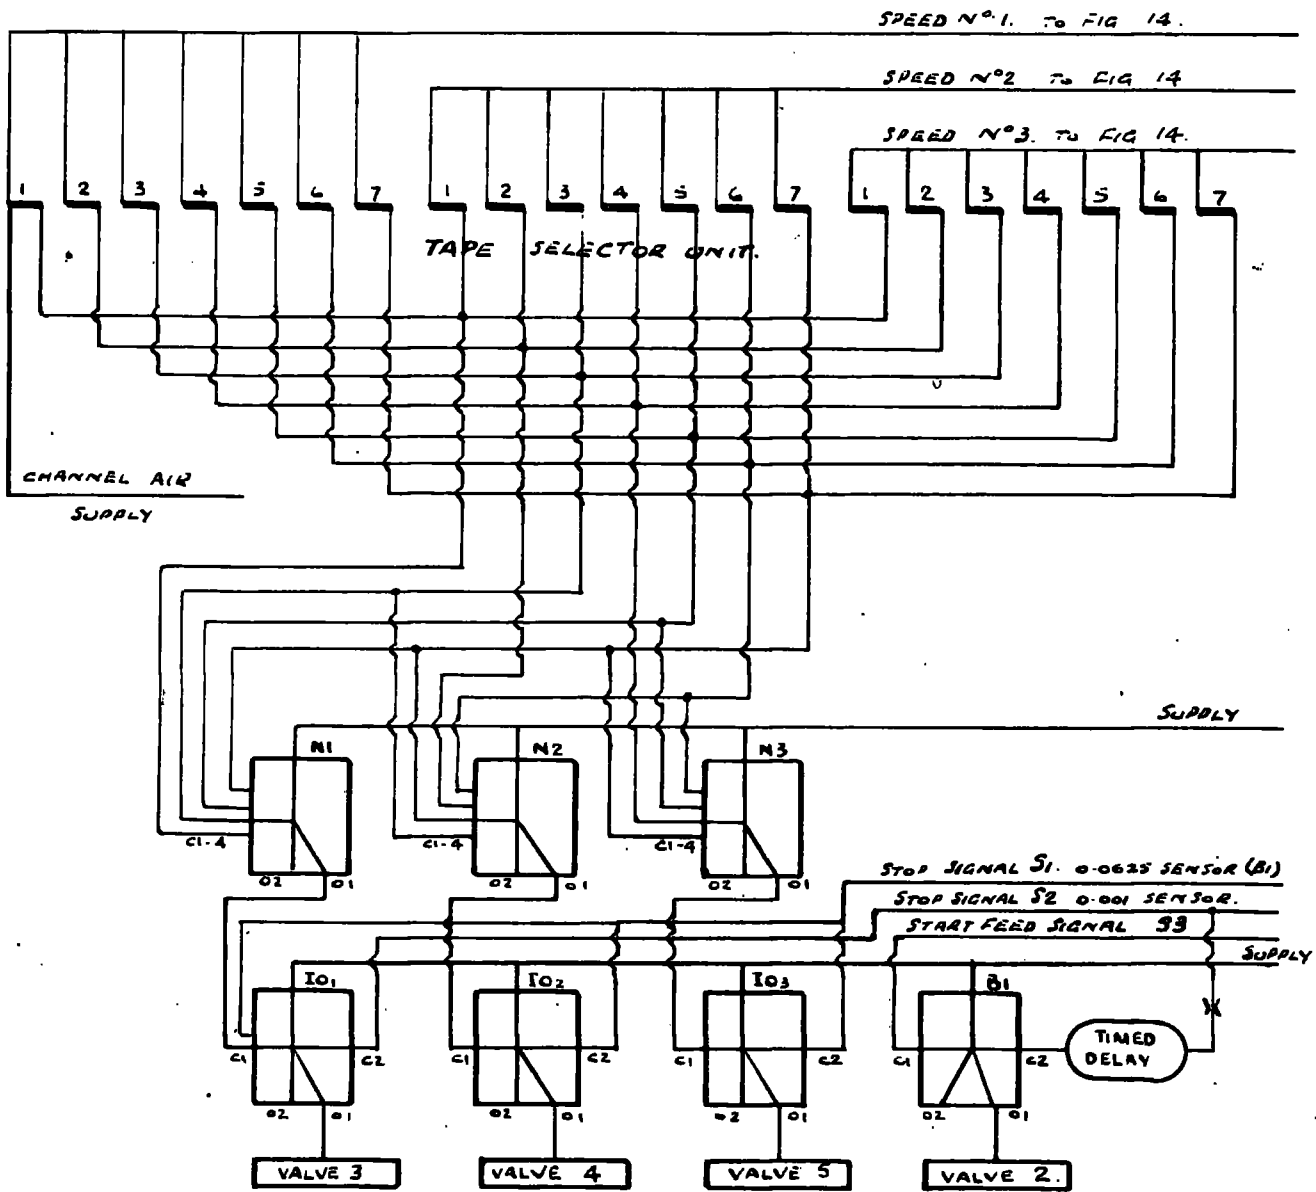 SPEED Nº.1. TO FIG 14.
SPEED Nº2 TO FIG 14
SPEED Nº3. TO FIG 14.
1 2 3 4 5 6 7 1 2 3 4 5 6 7 1 2 3 4 5 6 7
TAPE SELECTOR UNIT.
CHANNEL AIR
SUPPLY
SUPPLY
N1 N2 N3
C1-4 C1-4 C1-4
O2 O1 O2 O1 O2 O1
STOP SIGNAL S1. 0.0625 SENSOR (B1)
STOP SIGNAL S2 0.001 SENSOR.
START FEED SIGNAL S3
SUPPLY
IO1 IO2 IO3 B1
C1 C2 C1 C2 C1 C2 C1 C2
TIMED
DELAY
O2 O1 O2 O1 O2 O1 O2 O1
VALVE 3 VALVE 4 VALVE 5 VALVE 2.